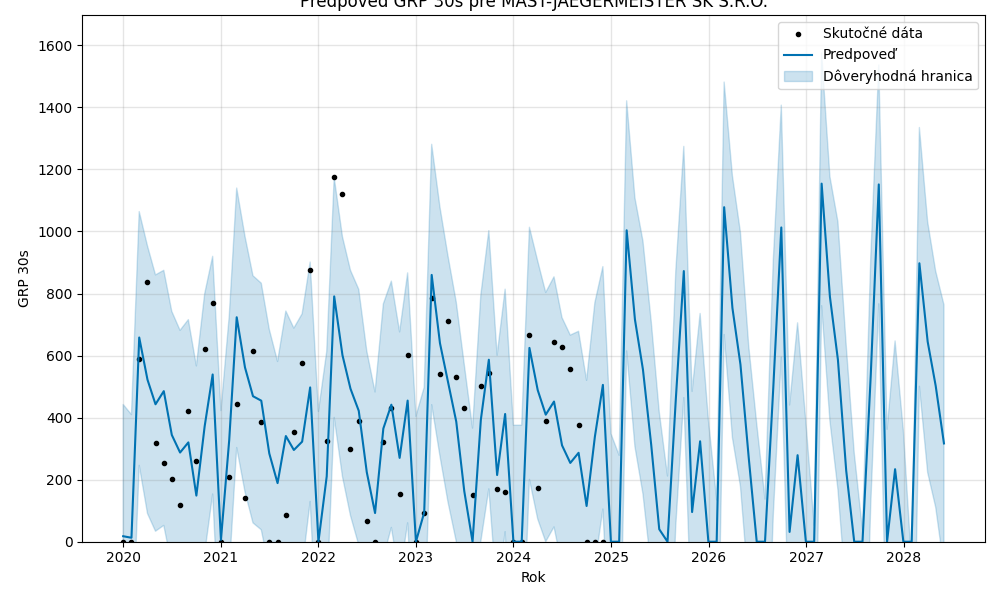 Predpoveď GRP 30s pre MAST-JAEGERMEISTER SK S.R.O.
Skutočné dáta
Predpoveď
Dôveryhodná hranica
GRP 30s
1600
1400
1200
1000
800
600
400
200
0
2020 2021 2022 2023 2024 2025 2026 2027 2028
Rok